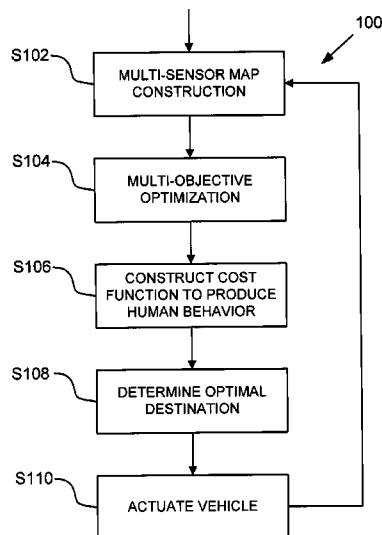 100
S102
MULTI-SENSOR MAP
CONSTRUCTION
S104
MULTI-OBJECTIVE
OPTIMIZATION
S106
CONSTRUCT COST
FUNCTION TO PRODUCE
HUMAN BEHAVIOR
S108
DETERMINE OPTIMAL
DESTINATION
S110
ACTUATE VEHICLE